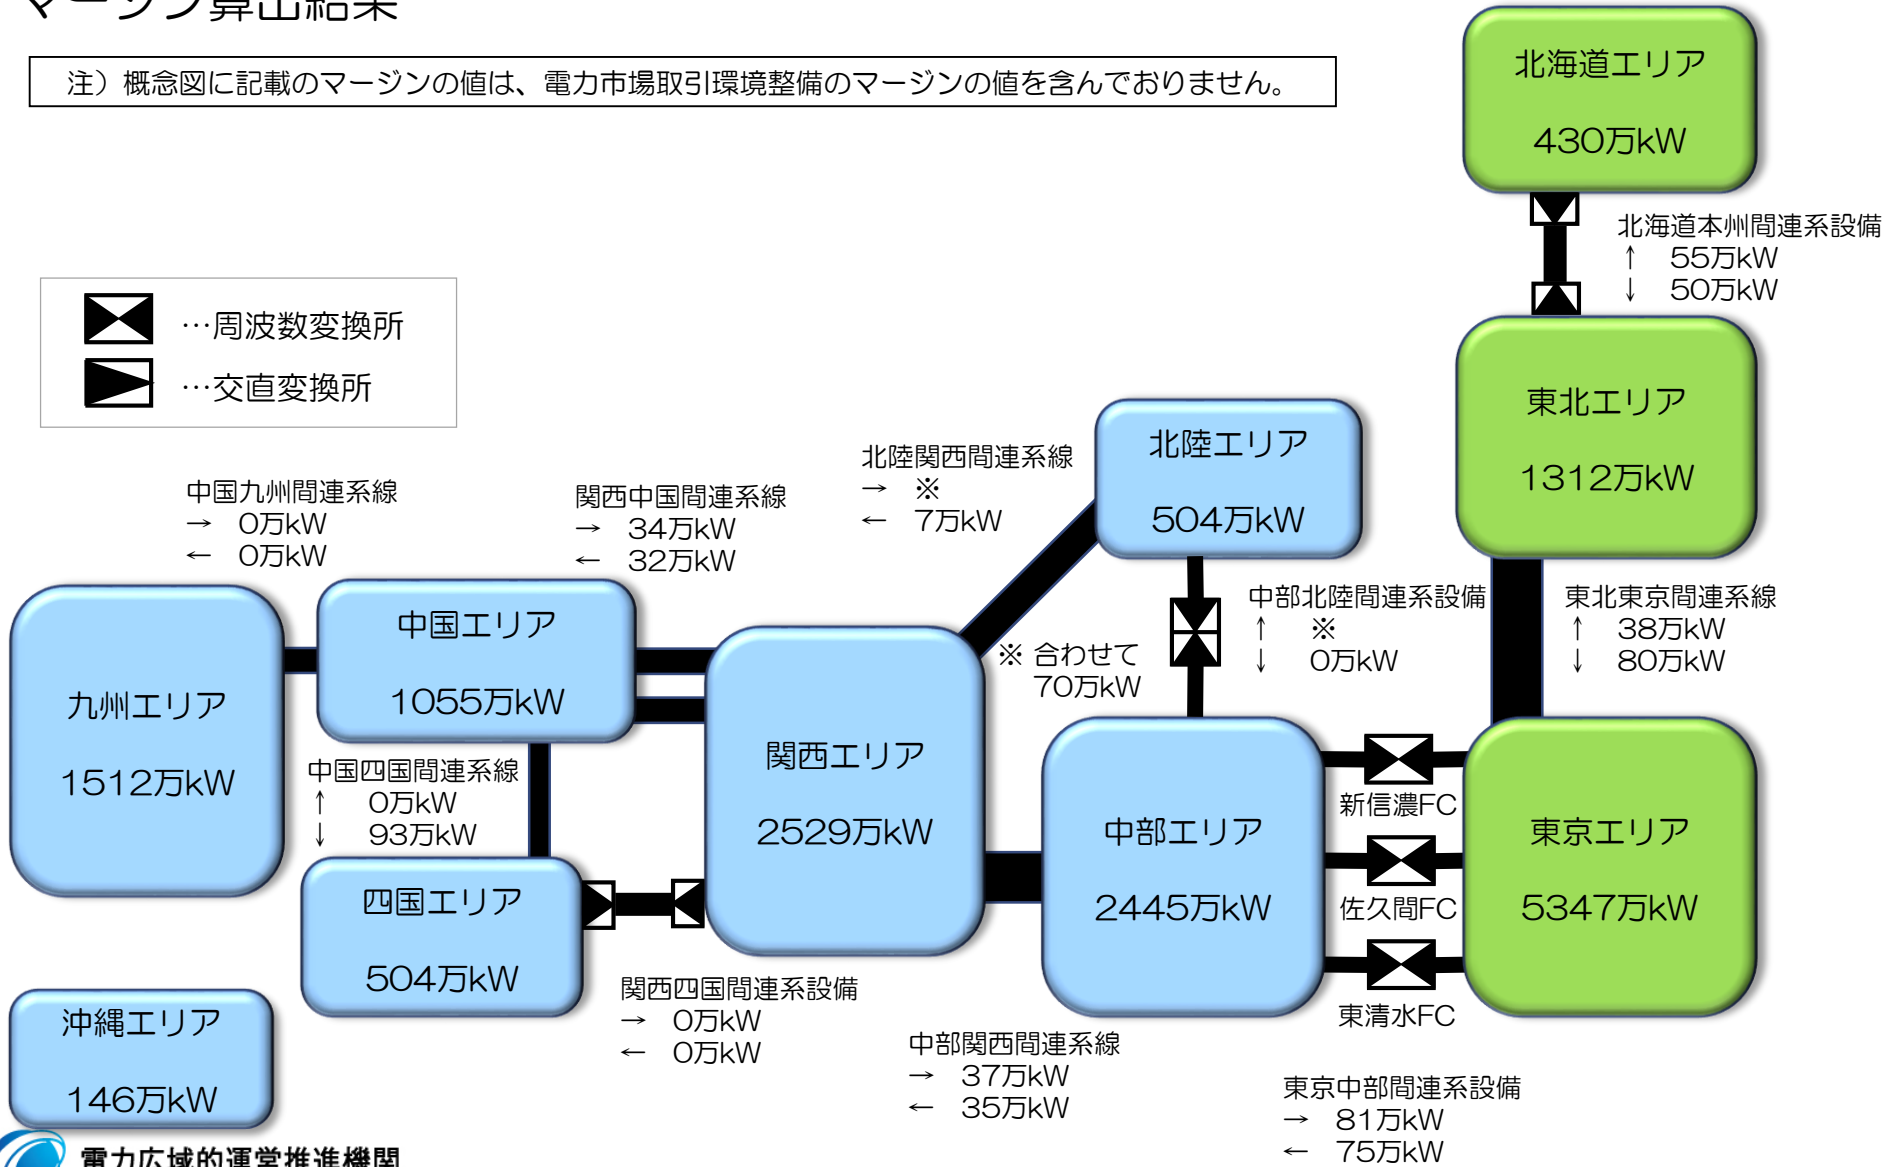 マージン算出結果
注）概念図に記載のマージンの値は、電力市場取引環境整備のマージンの値を含んでおりません。
北海道エリア
430万kW
北海道本州間連系設備
↑ 55万kW
↓ 50万kW
…周波数変換所
…交直変換所
東北エリア
1312万kW
北陸エリア
504万kW
北陸関西間連系線
→ ※
← 7万kW
中国九州間連系線
→ 0万kW
← 0万kW
関西中国間連系線
→ 34万kW
← 32万kW
中部北陸間連系設備
↑ ※
↓ 0万kW
東北東京間連系線
↑ 38万kW
↓ 80万kW
※ 合わせて
70万kW
九州エリア
1512万kW
中国エリア
1055万kW
中国四国間連系線
↑ 0万kW
↓ 93万kW
関西エリア
2529万kW
中部エリア
2445万kW
新信濃FC
佐久間FC
東清水FC
東京エリア
5347万kW
四国エリア
504万kW
関西四国間連系設備
→ 0万kW
← 0万kW
沖縄エリア
146万kW
中部関西間連系線
→ 37万kW
← 35万kW
東京中部間連系設備
→ 81万kW
← 75万kW
電力広域的運営推進機関